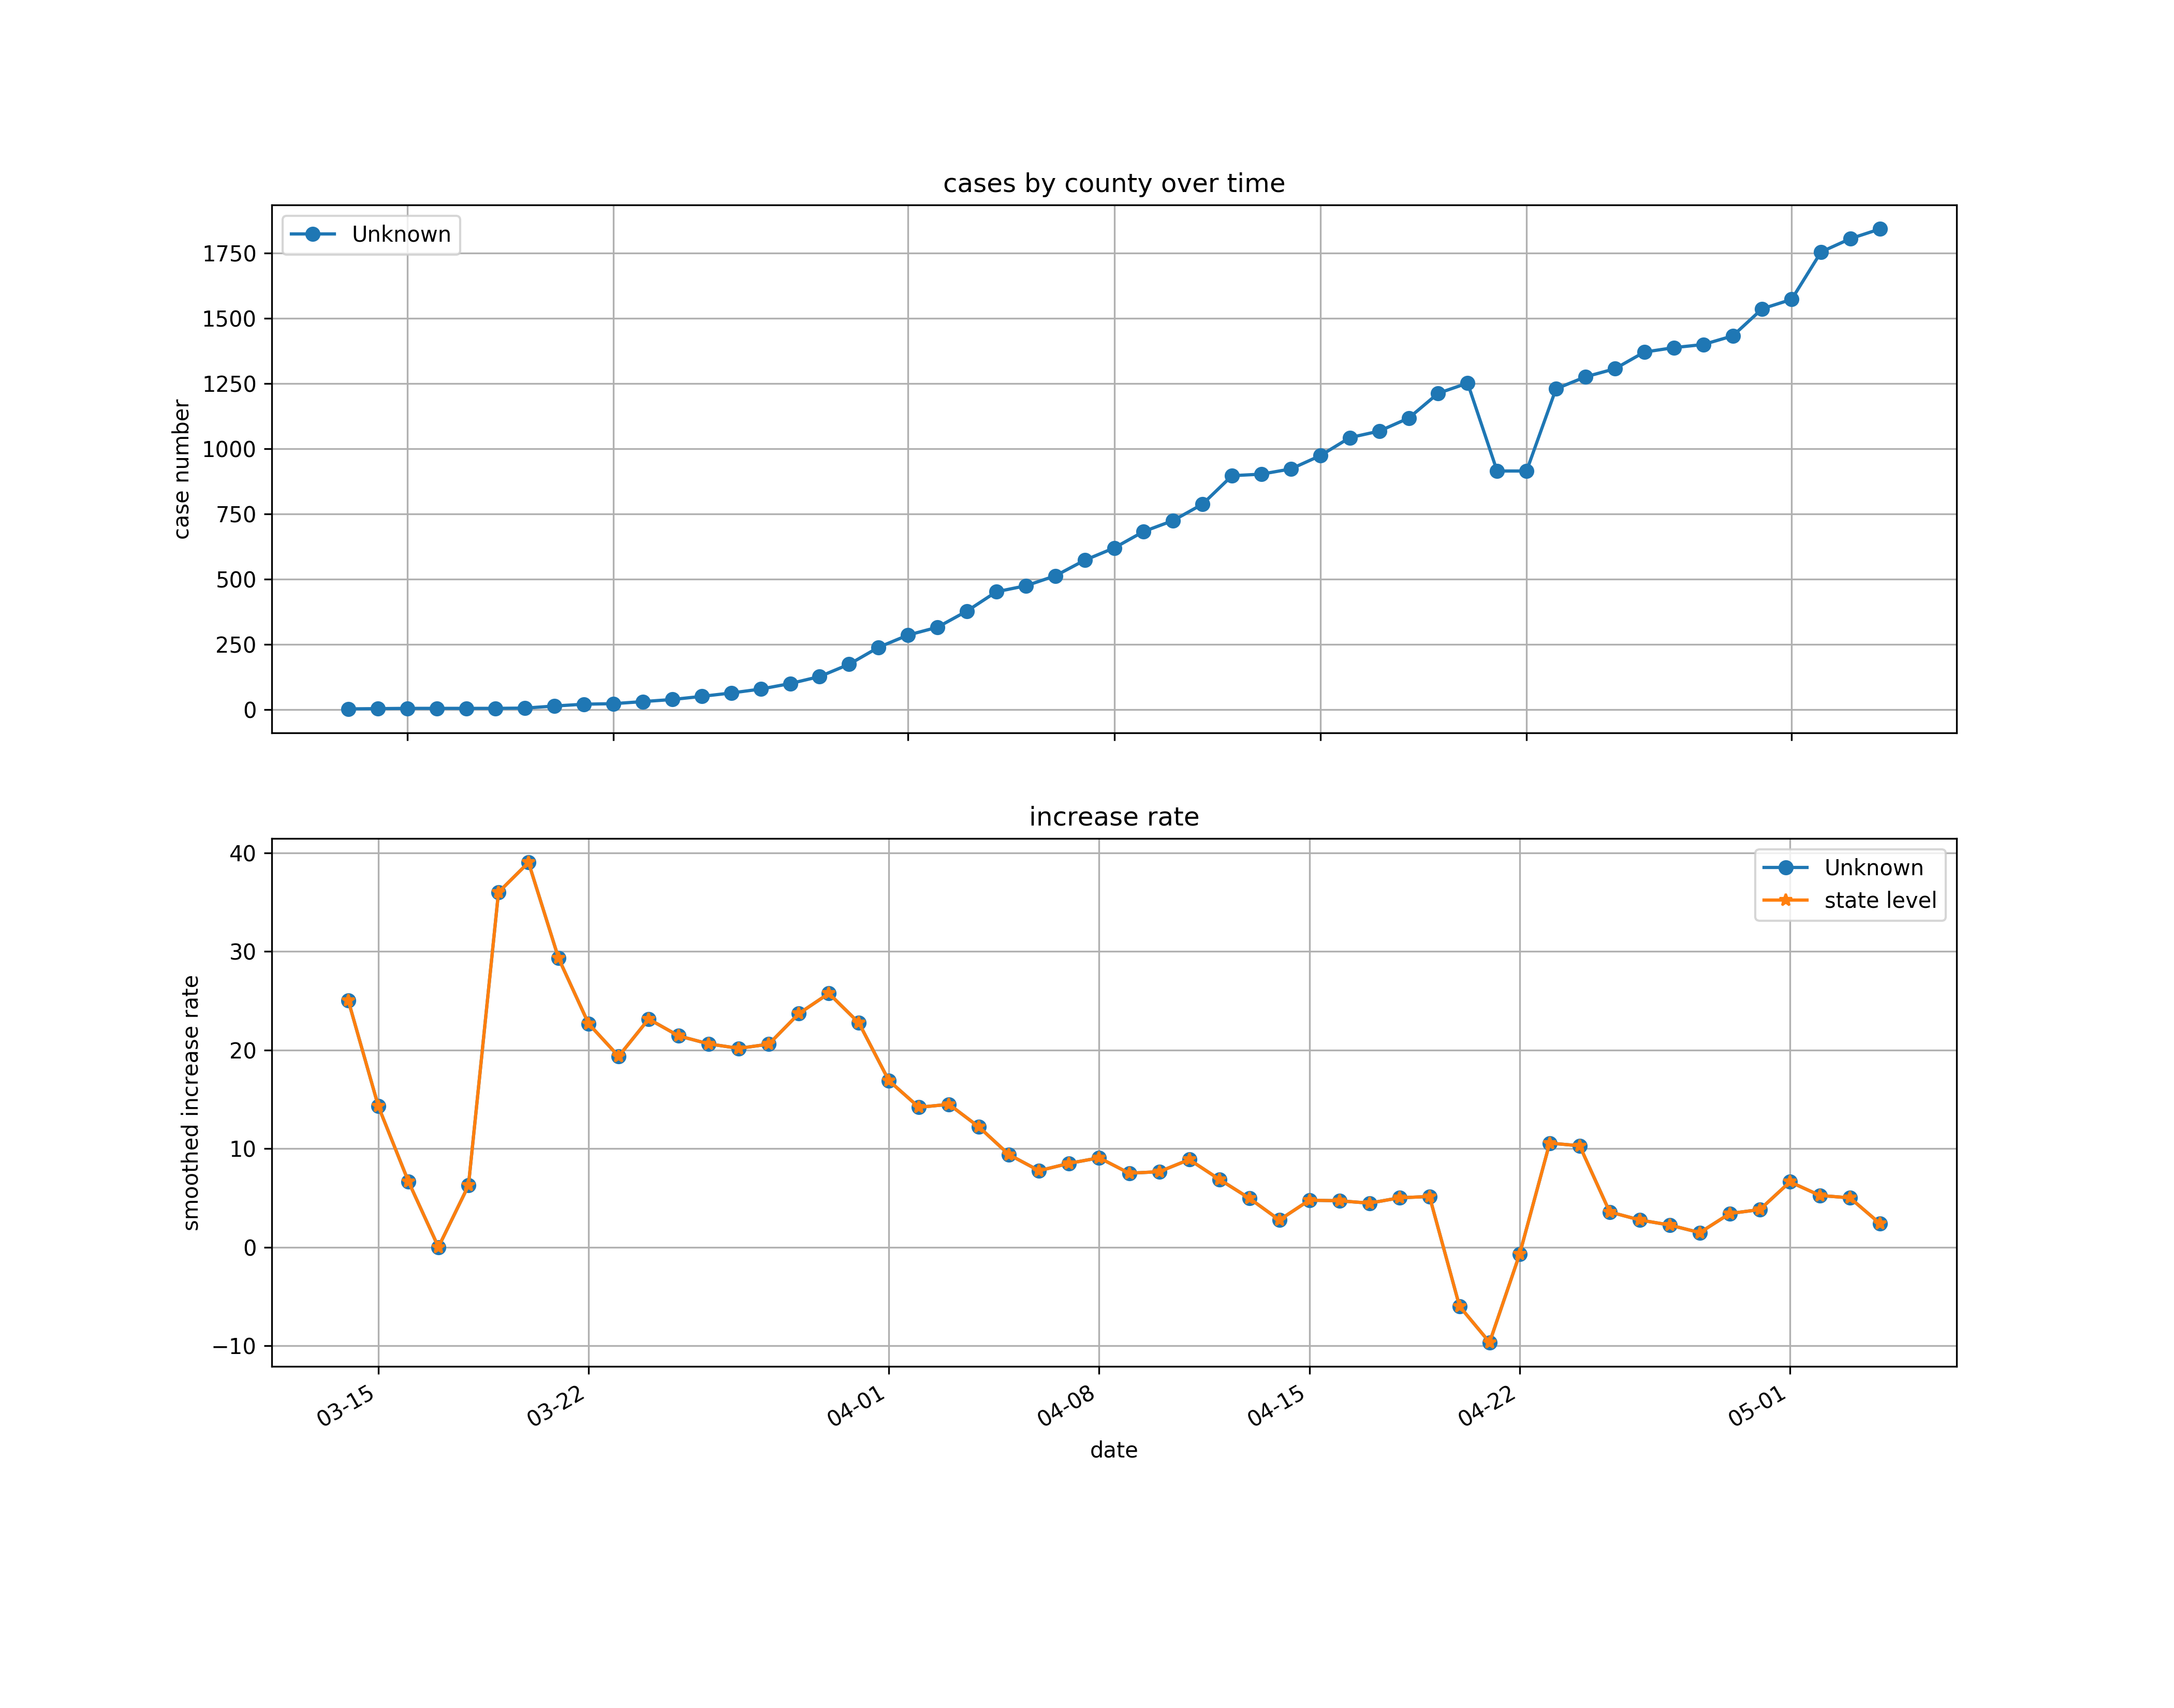 cases by county over time
Unknown
1750
1500
1250
1000
750
500
250
0
case number
increase rate
Unknown
state level
40
30
20
10
0
−10
smoothed increase rate
03-15
03-22
04-01
04-08
04-15
04-22
05-01
date